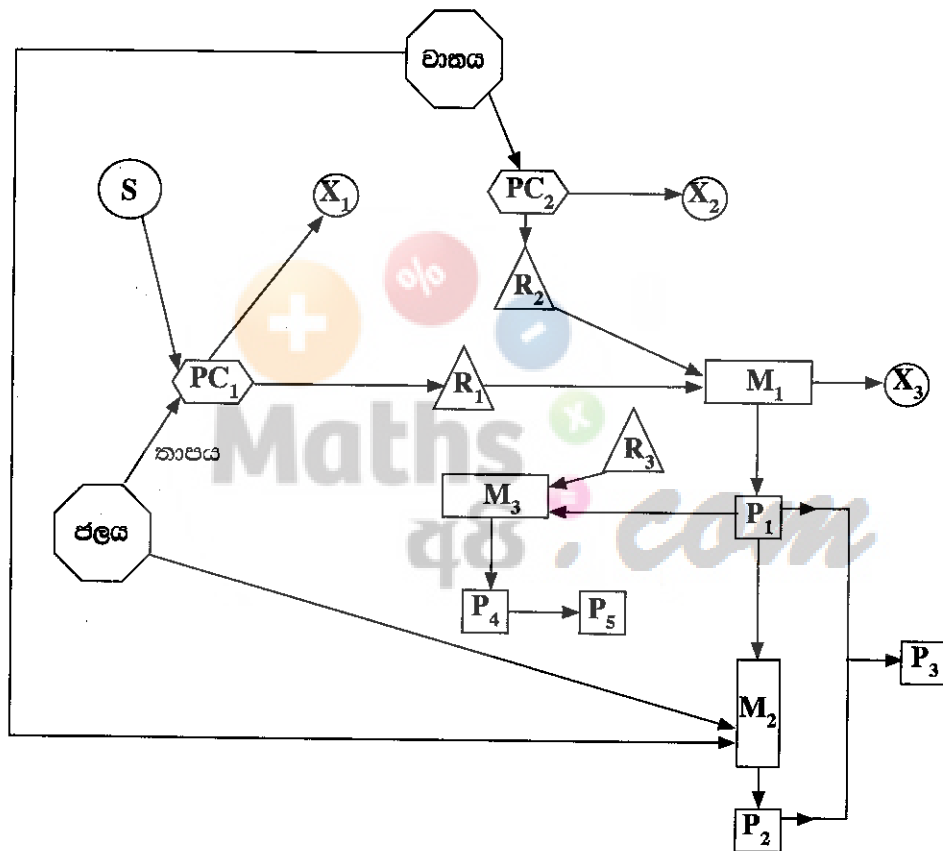 වාතය
S
X₁
PC₂
X₂
R₂
PC₁
R₁
M₁
X₃
තාපය
R₃
Maths
M₃
P₁
ජලය
අපි . com
P₄
P₅
P₃
M₂
P₂